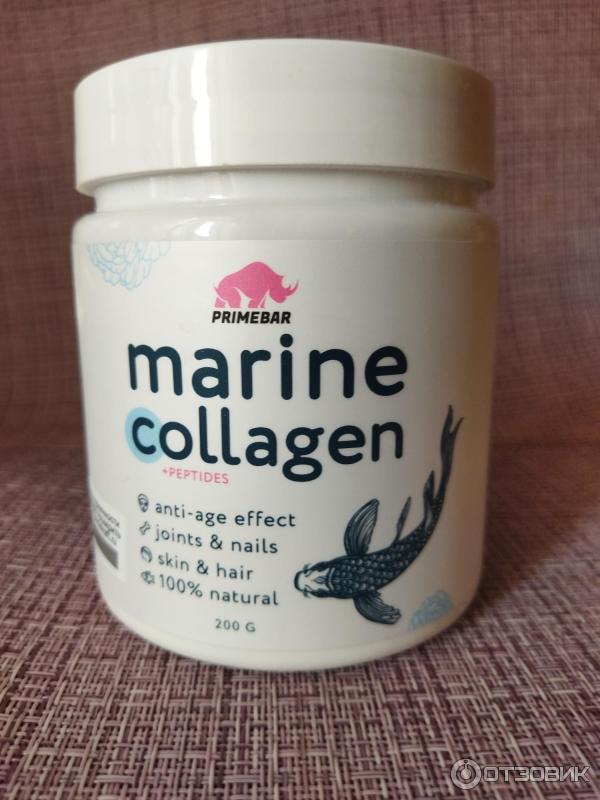 PRIMEBAR
marine
collagen
+PEPTIDES
anti-age effect
joints & nails
skin & hair
100% natural
200 G
ОТЗОВИК